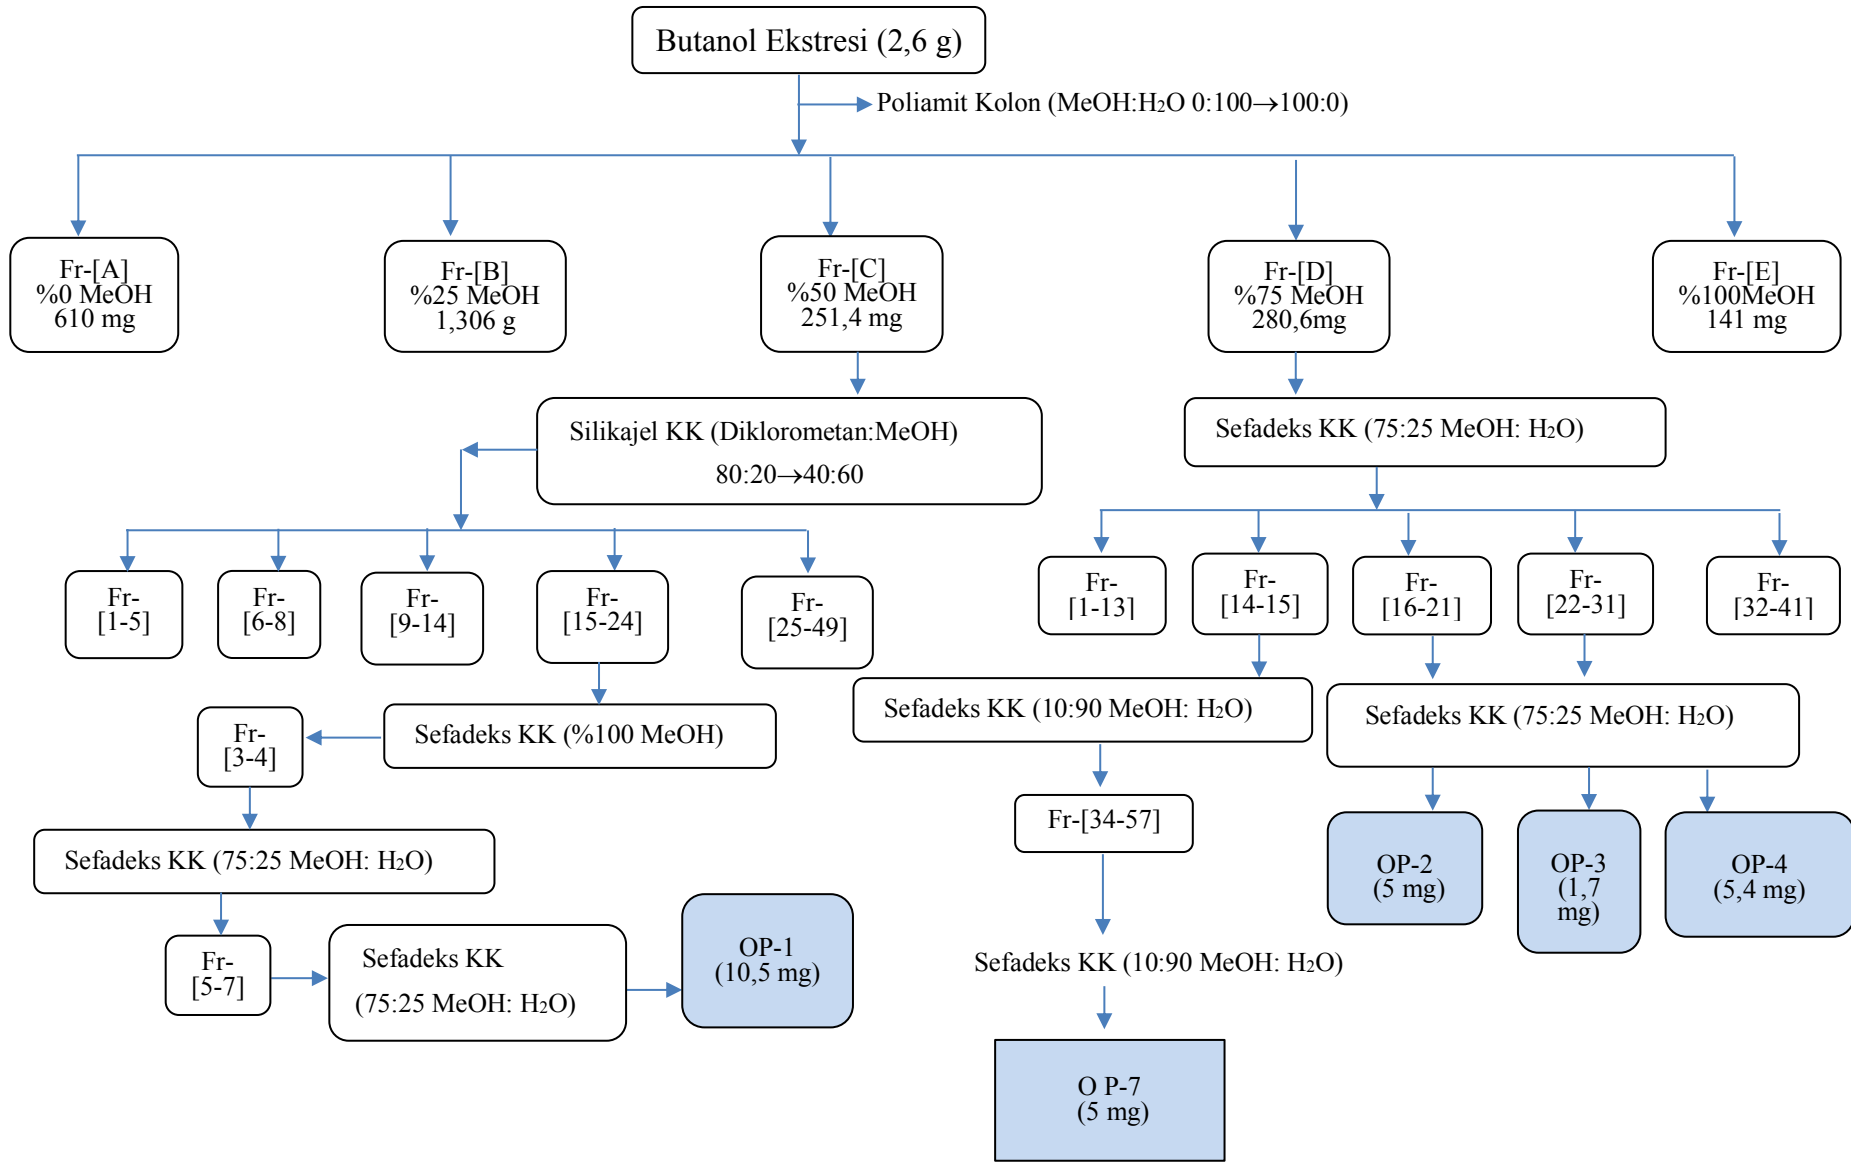 Butanol Ekstresi (2,6 g)
Poliamit Kolon (MeOH:H2O 0:100→100:0)
Fr-[A]
%0 MeOH
610 mg
Fr-[B]
%25 MeOH
1,306 g
Fr-[C]
%50 MeOH
251,4 mg
Fr-[D]
%75 MeOH
280,6mg
Fr-[E]
%100MeOH
141 mg
Silikajel KK (Diklorometan:MeOH)
80:20→40:60
Sefadeks KK (75:25 MeOH: H2O)
Fr-
[1-5]
Fr-
[6-8]
Fr-
[9-14]
Fr-
[15-24]
Fr-
[25-49]
Fr-
[1-13]
Fr-
[14-15]
Fr-
[16-21]
Fr-
[22-31]
Fr-
[32-41]
Fr-
[3-4]
Sefadeks KK (%100 MeOH)
Sefadeks KK (10:90 MeOH: H2O)
Sefadeks KK (75:25 MeOH: H2O)
Sefadeks KK (75:25 MeOH: H2O)
Fr-[34-57]
OP-2
(5 mg)
OP-3
(1,7
mg)
OP-4
(5,4 mg)
Fr-
[5-7]
Sefadeks KK
(75:25 MeOH: H2O)
OP-1
(10,5 mg)
Sefadeks KK (10:90 MeOH: H2O)
O P-7
(5 mg)